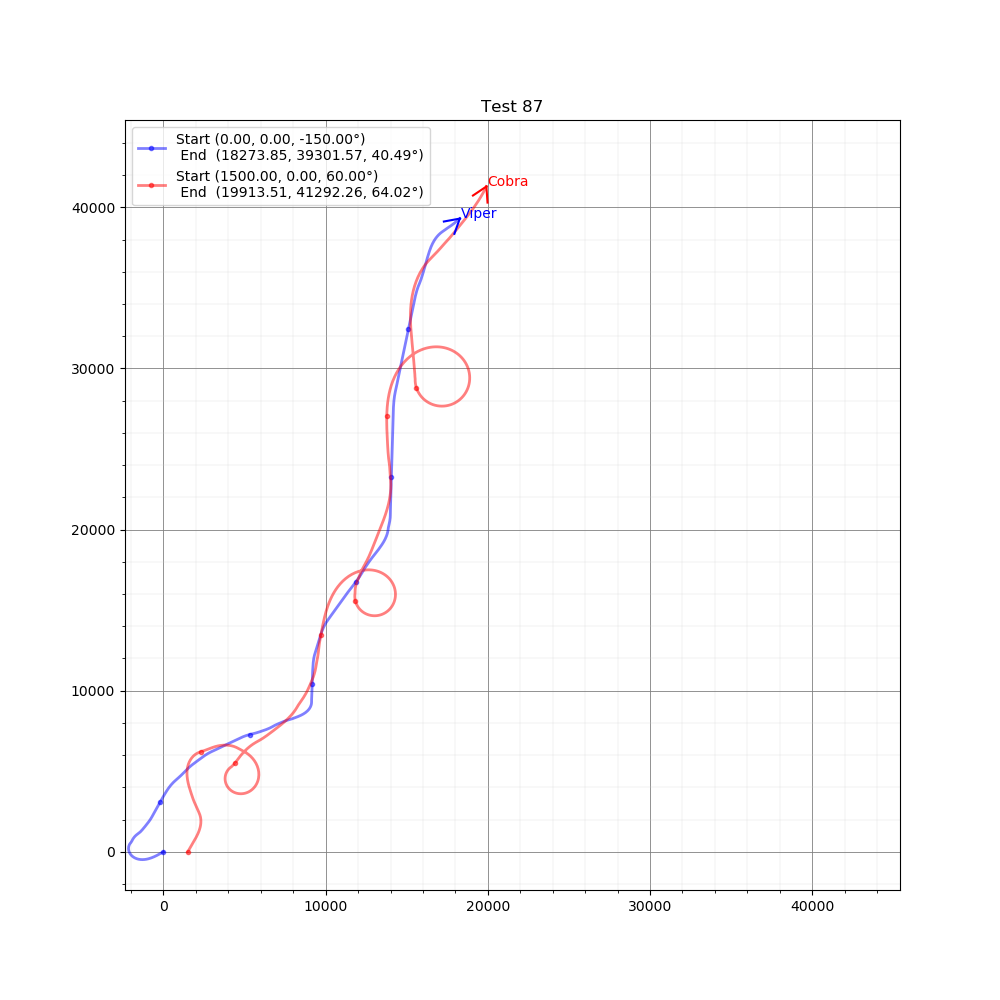 Test 87
Start (0.00, 0.00, -150.00°)
End (18273.85, 39301.57, 40.49°)
Start (1500.00, 0.00, 60.00°)
End (19913.51, 41292.26, 64.02°)
Cobra
Viper
40000
30000
20000
10000
0
0 10000 20000 30000 40000